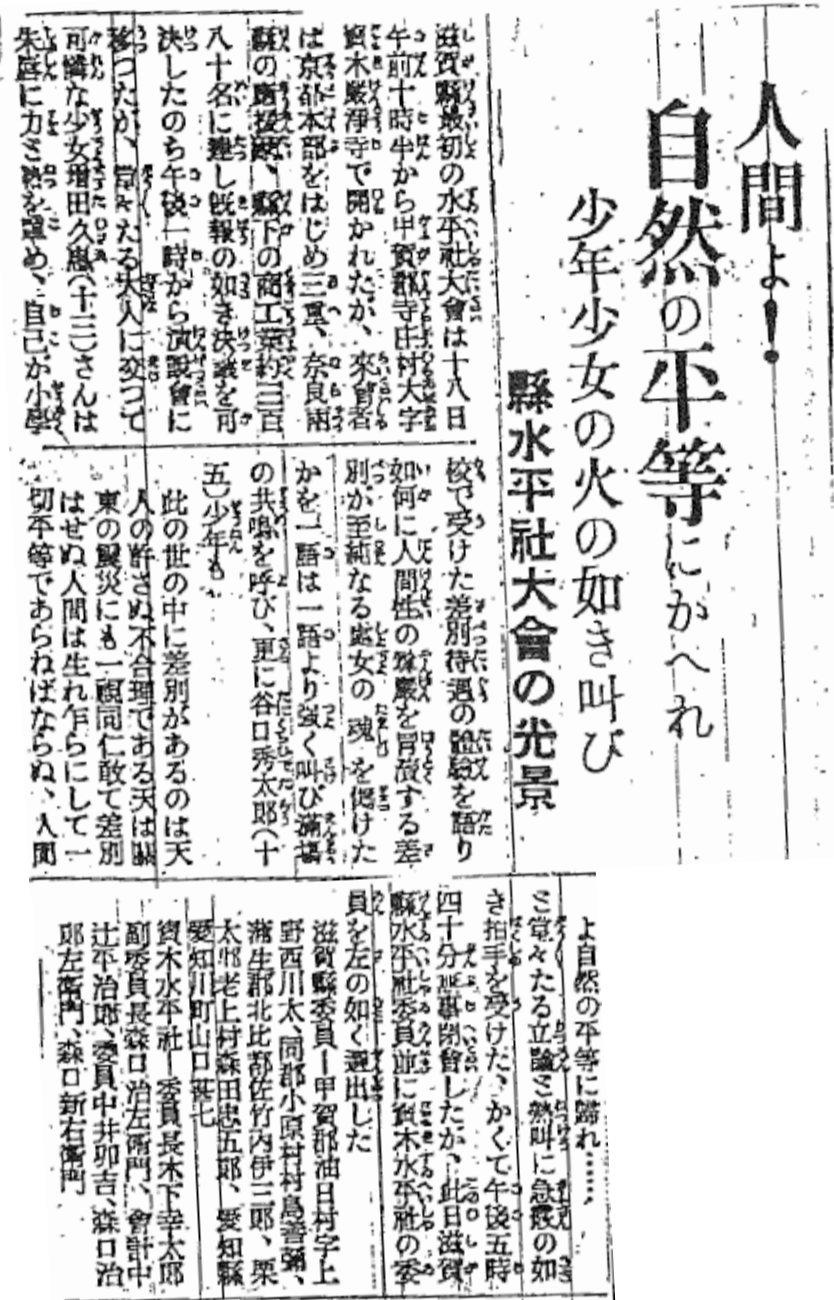 人間よ！
自然の平等にかへれ
少年少女の火の如き叫び
縣水平社大會の光景
滋賀縣最初の水平社大會は十八日
午前十時半から甲賀郡寺庄村大字
寳木嚴淨寺で開かれたが、來會者
は京都本部をはじめ三重、奈良兩
縣の應援隊、縣下の商工業約三百
八十名に達し既報の如き決議を可
決したのち午後一時から演説會に
移つたが、堂々たる大人に交つて
可憐な少女増田久惠(十三)さんは
朱唇に力ミ熱を罩め、自己が小學
校で受けた差別待遇の體驗を語り
如何に人間性の尊嚴を冒瀆する差
別が至純なる處女の魂を傷けた
かを一語は一語より強く叫び滿場
の共鳴を呼び、更に谷口秀太郎(十
五)少年も
此の世の中に差別があるのは天
人の許さぬ不合理である天は關
東の震災にも一視同仁敢て差別
はせぬ人間は生れ乍らにして一
切平等であらねばならぬ、人間
よ自然の平等に歸れ……
ミ堂々たる立論ミ熱叫に急霰の如
き拍手を受けた、かくて午後五時
四十分無事閉會したが、此日滋賀
縣水平社委員並に寳木水平社の委
員を左の如く選出した
滋賀縣委員ー甲賀郡油日村字上
野西川太、同郡小原村村島善彌、
蒲生郡北比都佐竹内伊三郎、栗
太郡老上村森田忠五郎、愛知縣
愛知川町山口甚七
寳木水平社ー委員長木下幸太郎
副委員長森口治左衞門、會計中
辻平治郎、委員中井卯吉、森口治
郎左衞門、森口新右衞門